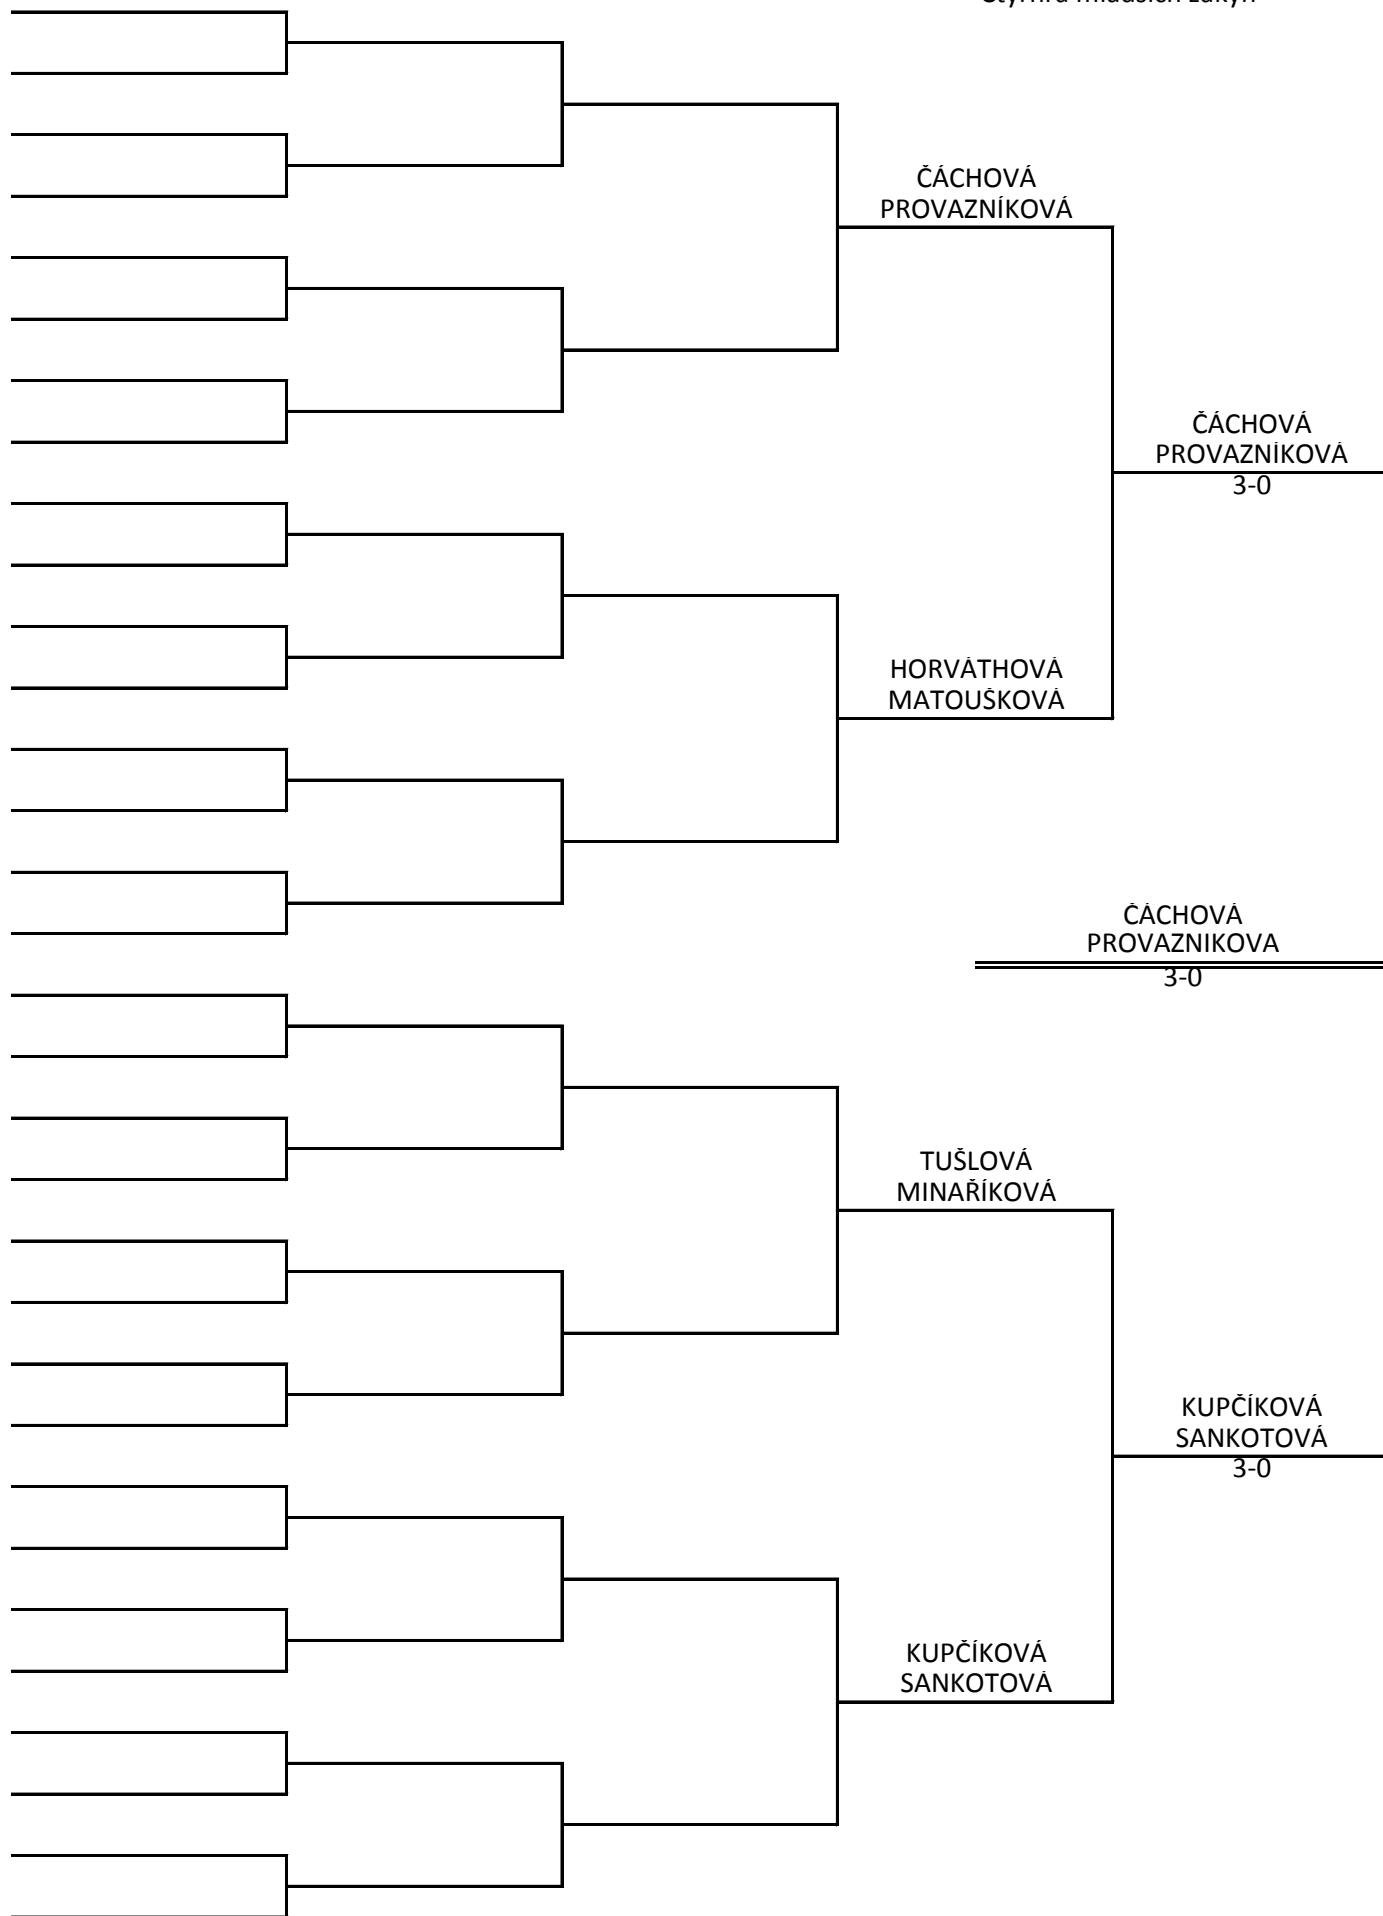 ČÁCHOVÁ
PROVAZNÍKOVÁ
ČÁCHOVÁ
PROVAZNÍKOVÁ
3-0
HORVÁTHOVÁ
MATOUŠKOVÁ
ČÁCHOVÁ
PROVAZNIKOVA
3-0
TUŠLOVÁ
MINAŘÍKOVÁ
KUPČÍKOVÁ
SANKOTOVÁ
3-0
KUPČÍKOVÁ
SANKOTOVÁ